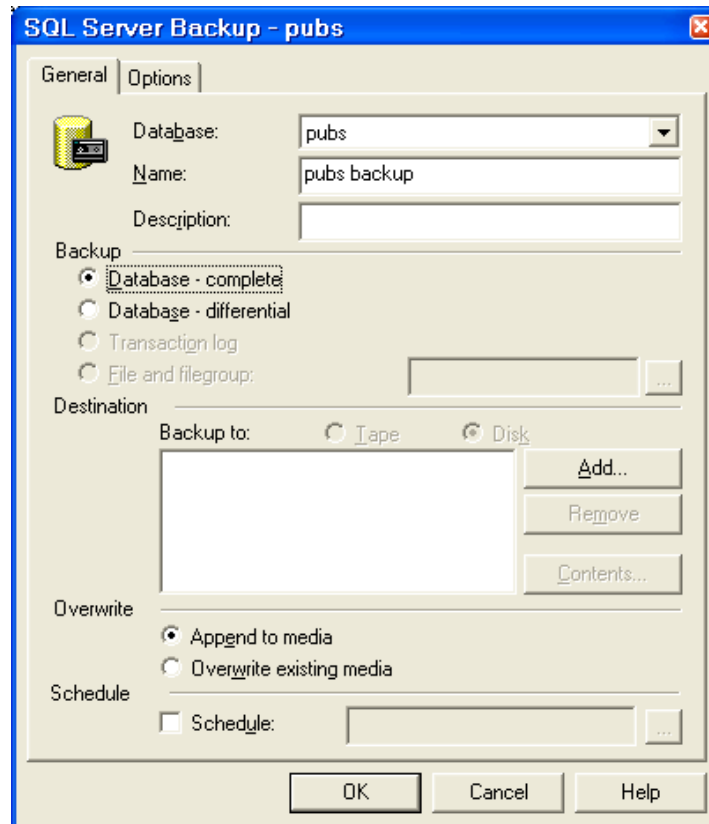 SQL Server Backup - pubs
General Options
Database: pubs
Name: pubs backup
Description:
Backup
Database - complete
Database - differential
Transaction log
File and filegroup: ...
Destination
Backup to: Tape Disk
Add...
Remove
Contents...
Overwrite
Append to media
Overwrite existing media
Schedule
Schedule: ...
OK Cancel Help